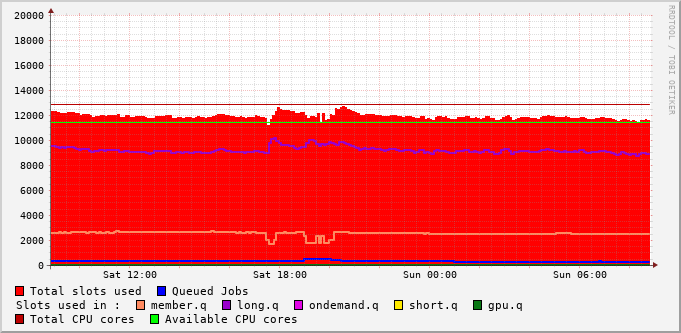 20000
18000
16000
14000
12000
10000
8000
6000
4000
2000
0
Sat 12:00 Sat 18:00 Sun 00:00 Sun 06:00
RRDTOOL / TOBI OETIKER
Total slots used Queued Jobs
Slots used in : member.q long.q ondemand.q short.q gpu.q
Total CPU cores Available CPU cores